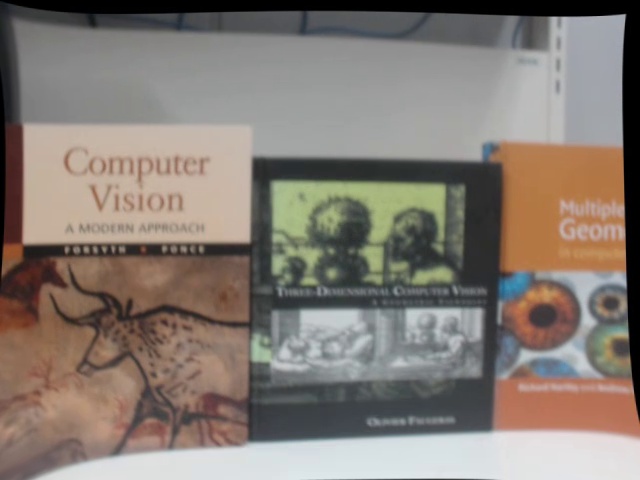 Computer
Vision
A MODERN APPROACH
FORSYTH PONCE
THREE-DIMENSIONAL COMPUTER VISION
A GEOMETRIC VIEWPOINT
OLIVIER FAUGERAS
Multiple
Geom
in compute
Richard Hartley and Andrew